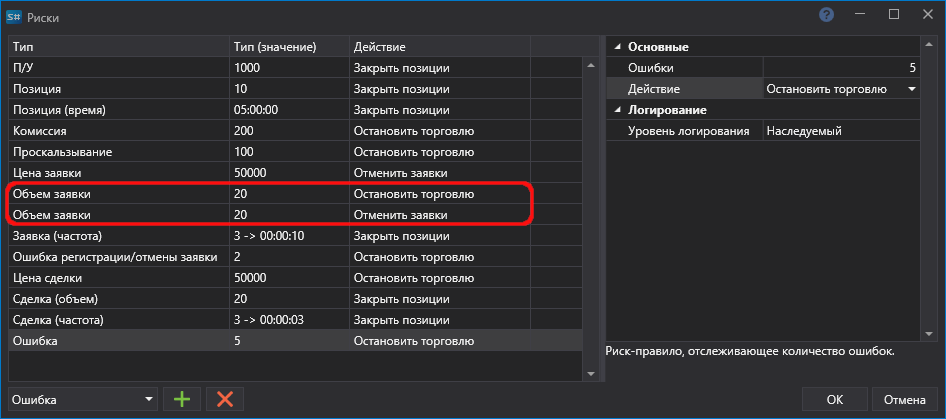 S# Риски ?
Тип Тип (значение) Действие
П/У 1000 Закрыть позиции
Позиция 10 Закрыть позиции
Позиция (время) 05:00:00 Закрыть позиции
Комиссия 200 Остановить торговлю
Проскальзывание 100 Остановить торговлю
Цена заявки 50000 Отменить заявки
Объем заявки 20 Остановить торговлю
Объем заявки 20 Отменить заявки
Заявка (частота) 3 -> 00:00:10 Закрыть позиции
Ошибка регистрации/отмены заявки 2 Остановить торговлю
Цена сделки 50000 Остановить торговлю
Сделка (объем) 20 Закрыть позиции
Сделка (частота) 3 -> 00:00:03 Закрыть позиции
Ошибка 5 Остановить торговлю
Основные
Ошибки 5
Действие Остановить торговлю
Логирование
Уровень логирования Наследуемый
Риск-правило, отслеживающее количество ошибок.
Ошибка
OK Отмена